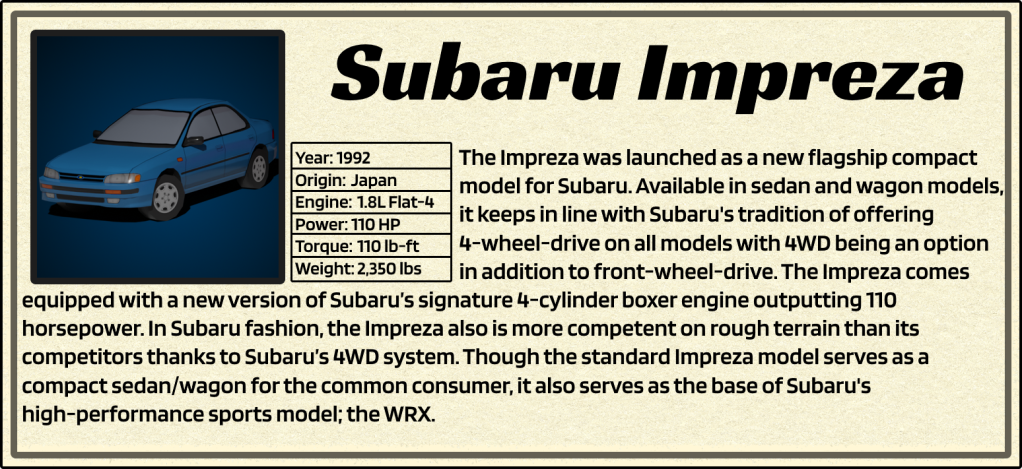 Subaru Impreza
Year: 1992
Origin: Japan
Engine: 1.8L Flat-4
Power: 110 HP
Torque: 110 lb-ft
Weight: 2,350 lbs
The Impreza was launched as a new flagship compact
model for Subaru. Available in sedan and wagon models,
it keeps in line with Subaru's tradition of offering
4-wheel-drive on all models with 4WD being an option
in addition to front-wheel-drive. The Impreza comes
equipped with a new version of Subaru's signature 4-cylinder boxer engine outputting 110
horsepower. In Subaru fashion, the Impreza also is more competent on rough terrain than its
competitors thanks to Subaru's 4WD system. Though the standard Impreza model serves as a
compact sedan/wagon for the common consumer, it also serves as the base of Subaru's
high-performance sports model; the WRX.